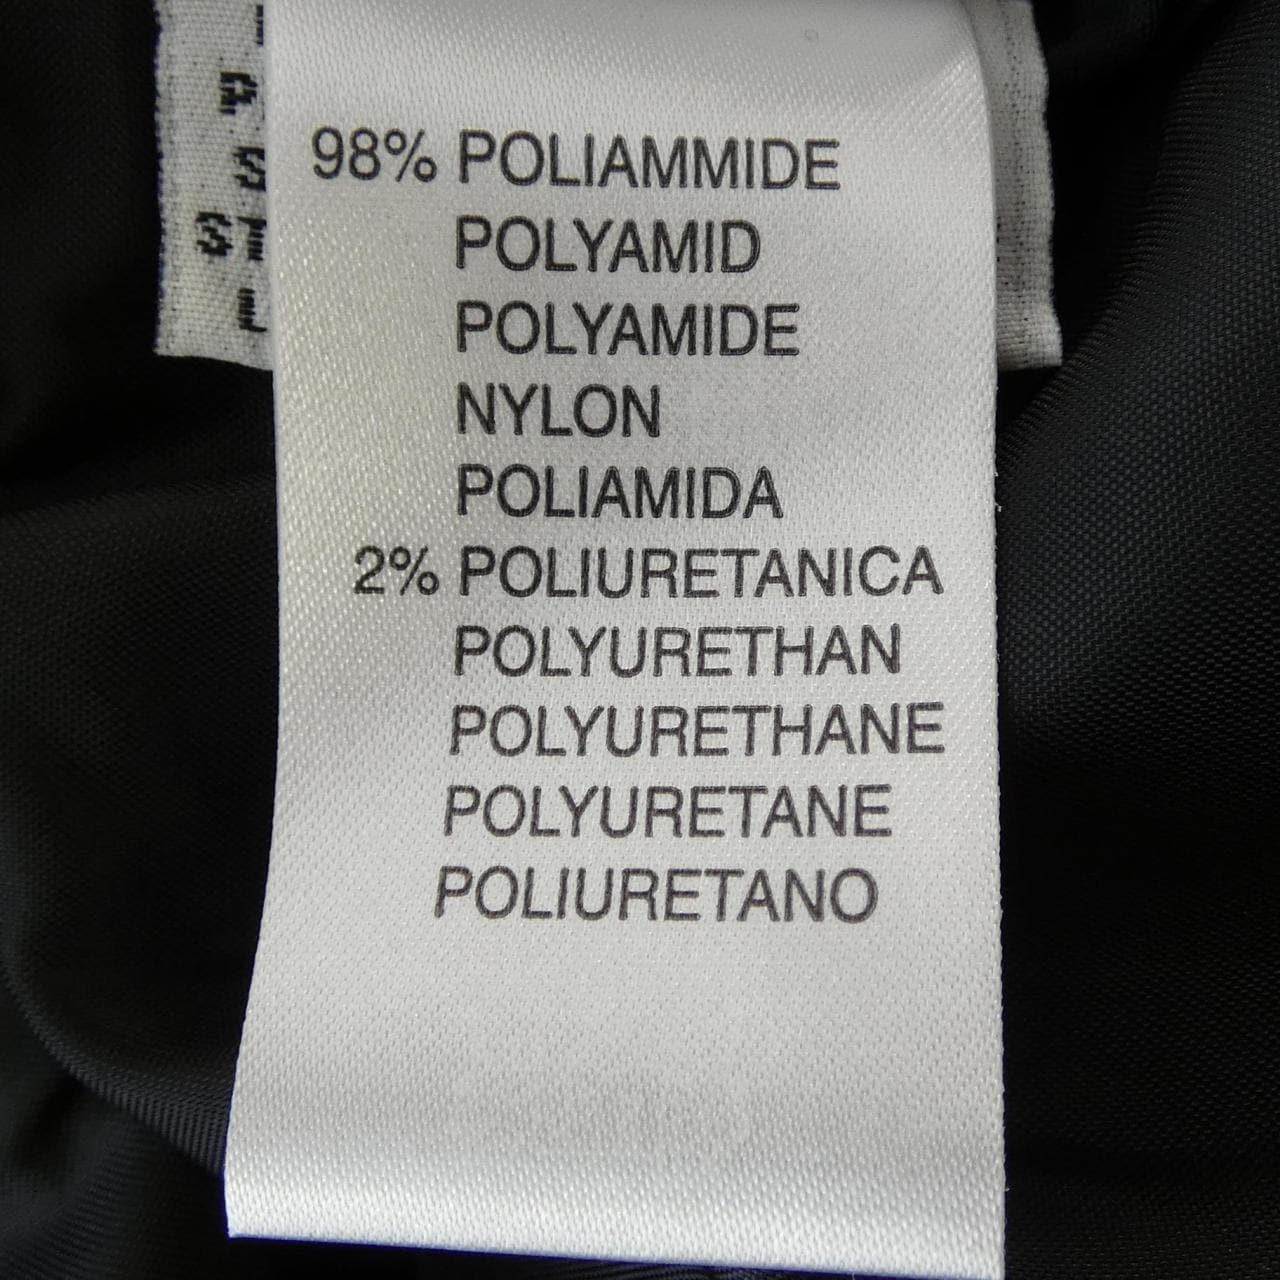 98% POLIAMMIDE
POLYAMID
POLYAMIDE
NYLON
POLIAMIDA
2% POLIURETANICA
POLYURETHAN
POLYURETHANE
POLYURETANE
POLIURETANO